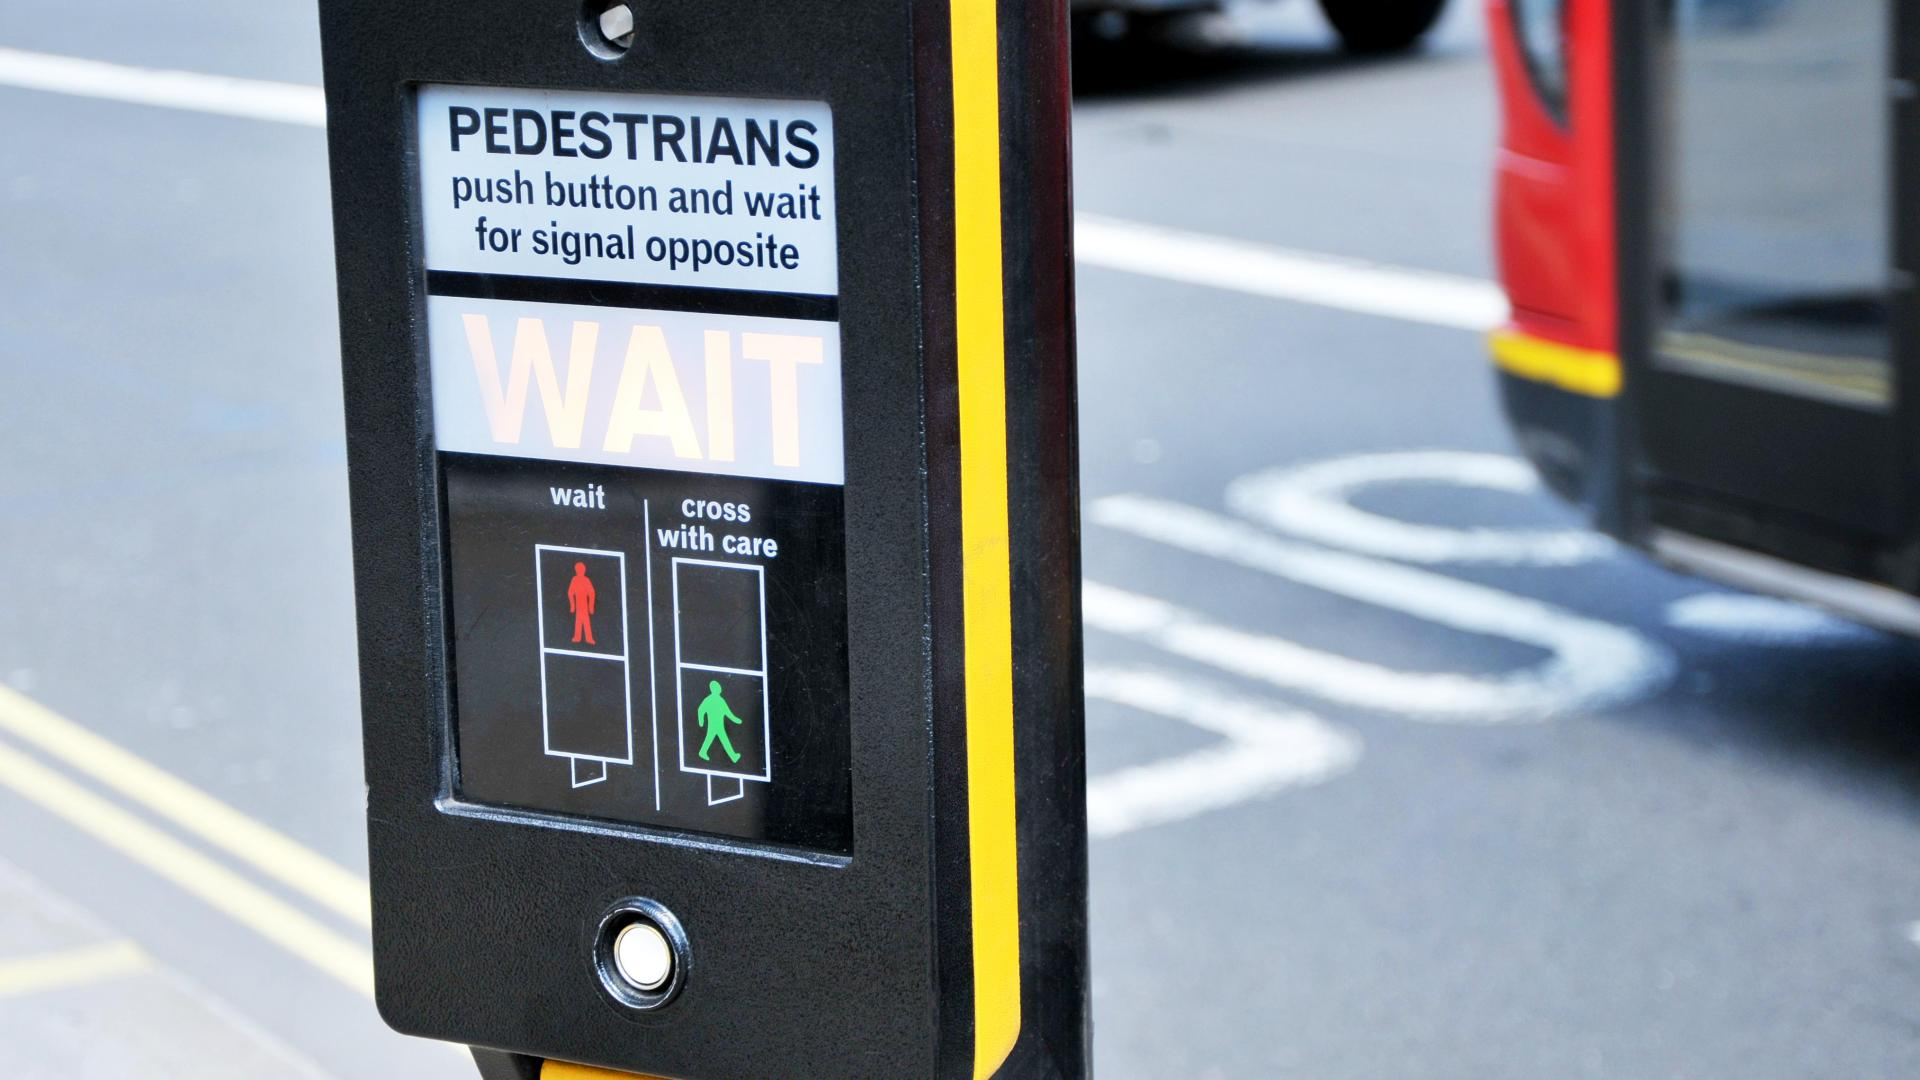 PEDESTRIANS
push button and wait
for signal opposite
WAIT
wait
cross
with care